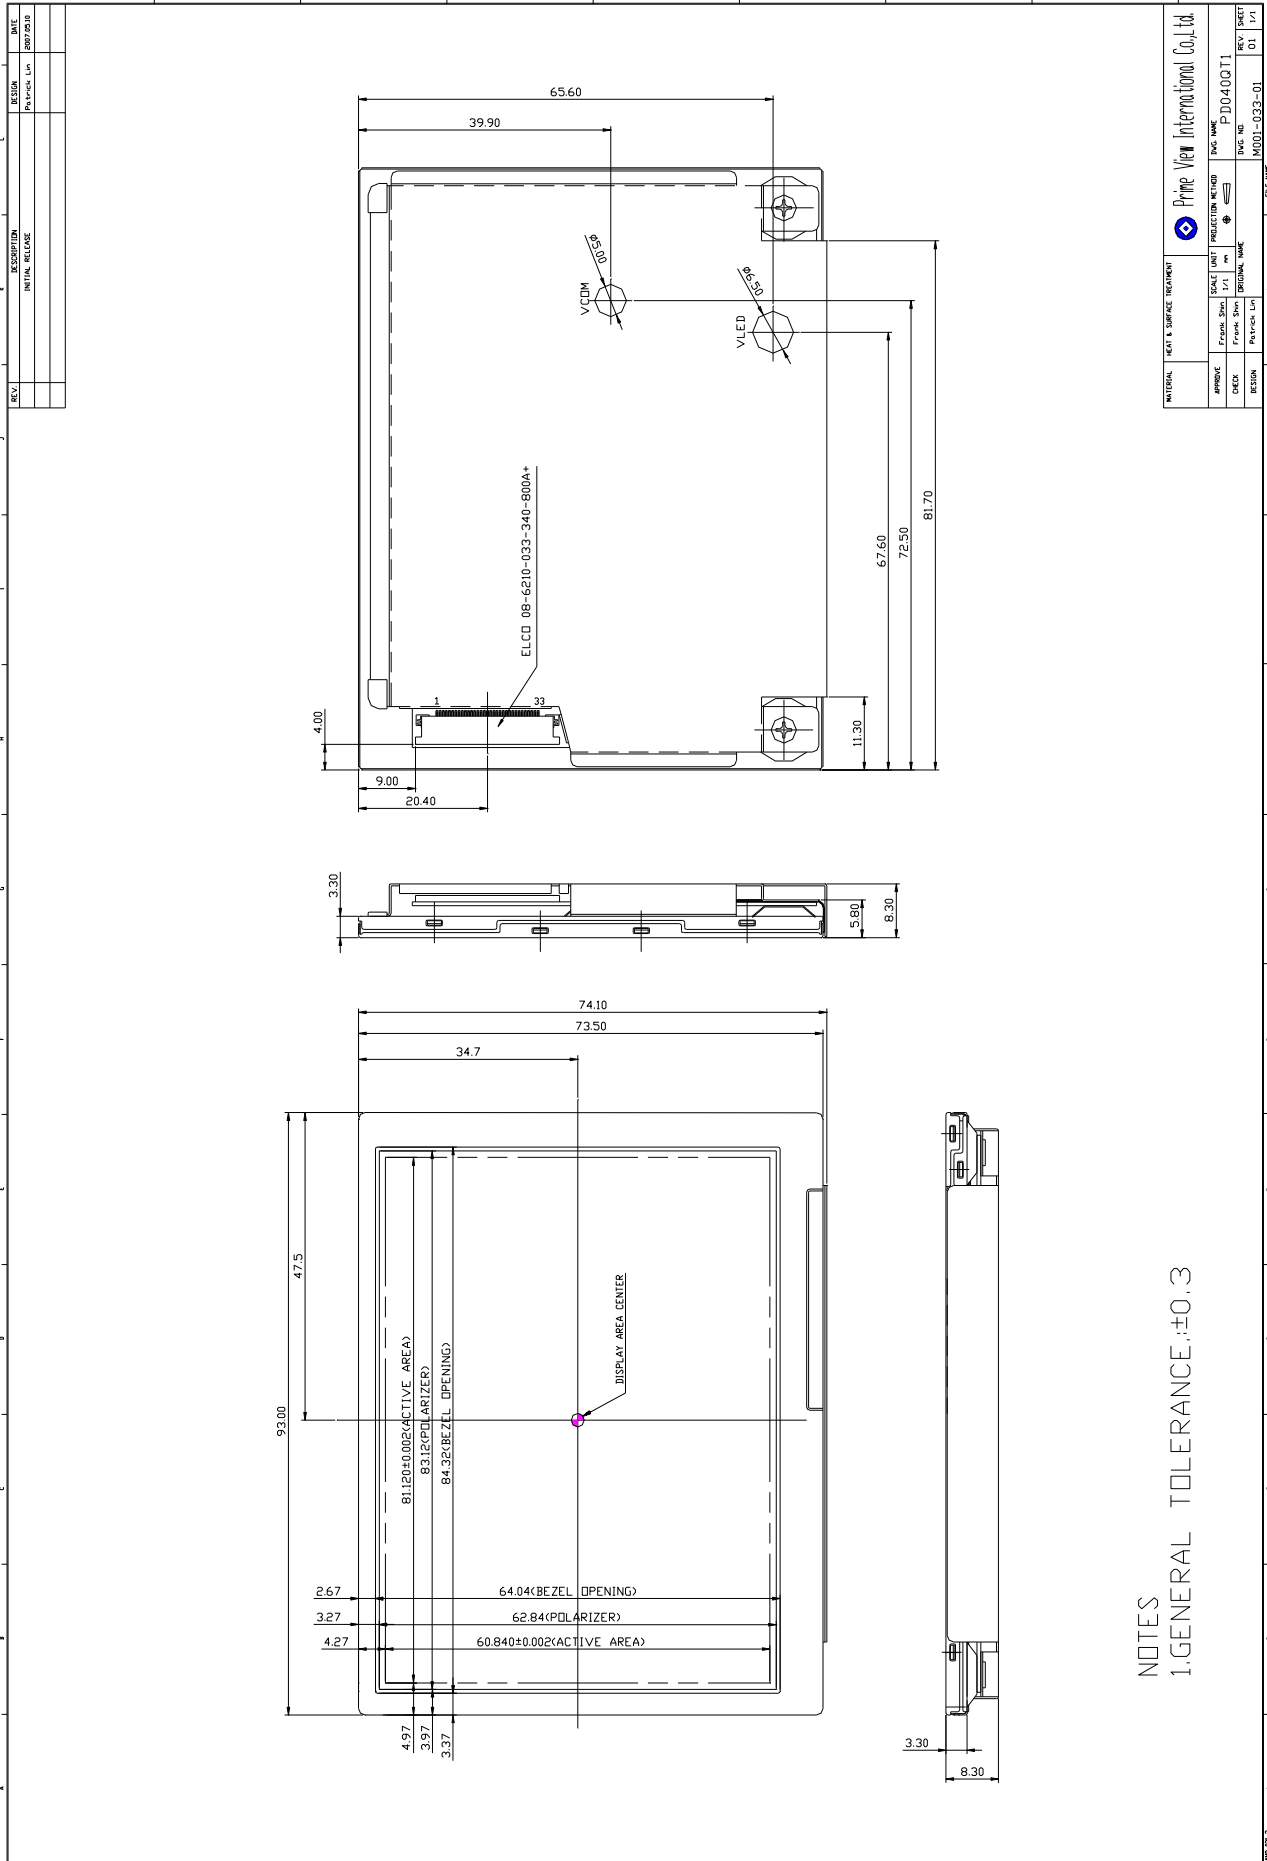 REV.
DESCRIPTION
DESIGN
DATE
INITIAL RELEASE
Patrick Lin
2007.05.10
65.60
39.90
ø5.00
VCOM
ø6.50
VLED
ELCO 08-6210-033-340-800A+
1
33
4.00
9.00
20.40
11.30
67.60
72.50
81.70
3.30
5.80
8.30
74.10
73.50
34.7
47.5
93.00
DISPLAY AREA CENTER
81.120±0.002(ACTIVE AREA)
83.12(POLARIZER)
84.32(BEZEL OPENING)
2.67
64.04(BEZEL OPENING)
3.27
62.84(POLARIZER)
4.27
60.840±0.002(ACTIVE AREA)
4.97
3.97
3.37
3.30
8.30
NOTES
1.GENERAL TOLERANCE.:±0.3
MATERIAL
HEAT & SURFACE TREATMENT
Prime View International Co.,Ltd.
APPROVE
Frank Shin
SCALE
1/1
UNIT
mm
PROJECTION METHOD
DWG. NAME
PD040QT1
CHECK
Frank Shin
ORIGINAL NAME
DWG. NO.
M001-033-01
REV.
01
SHEET
1/1
DESIGN
Patrick Lin